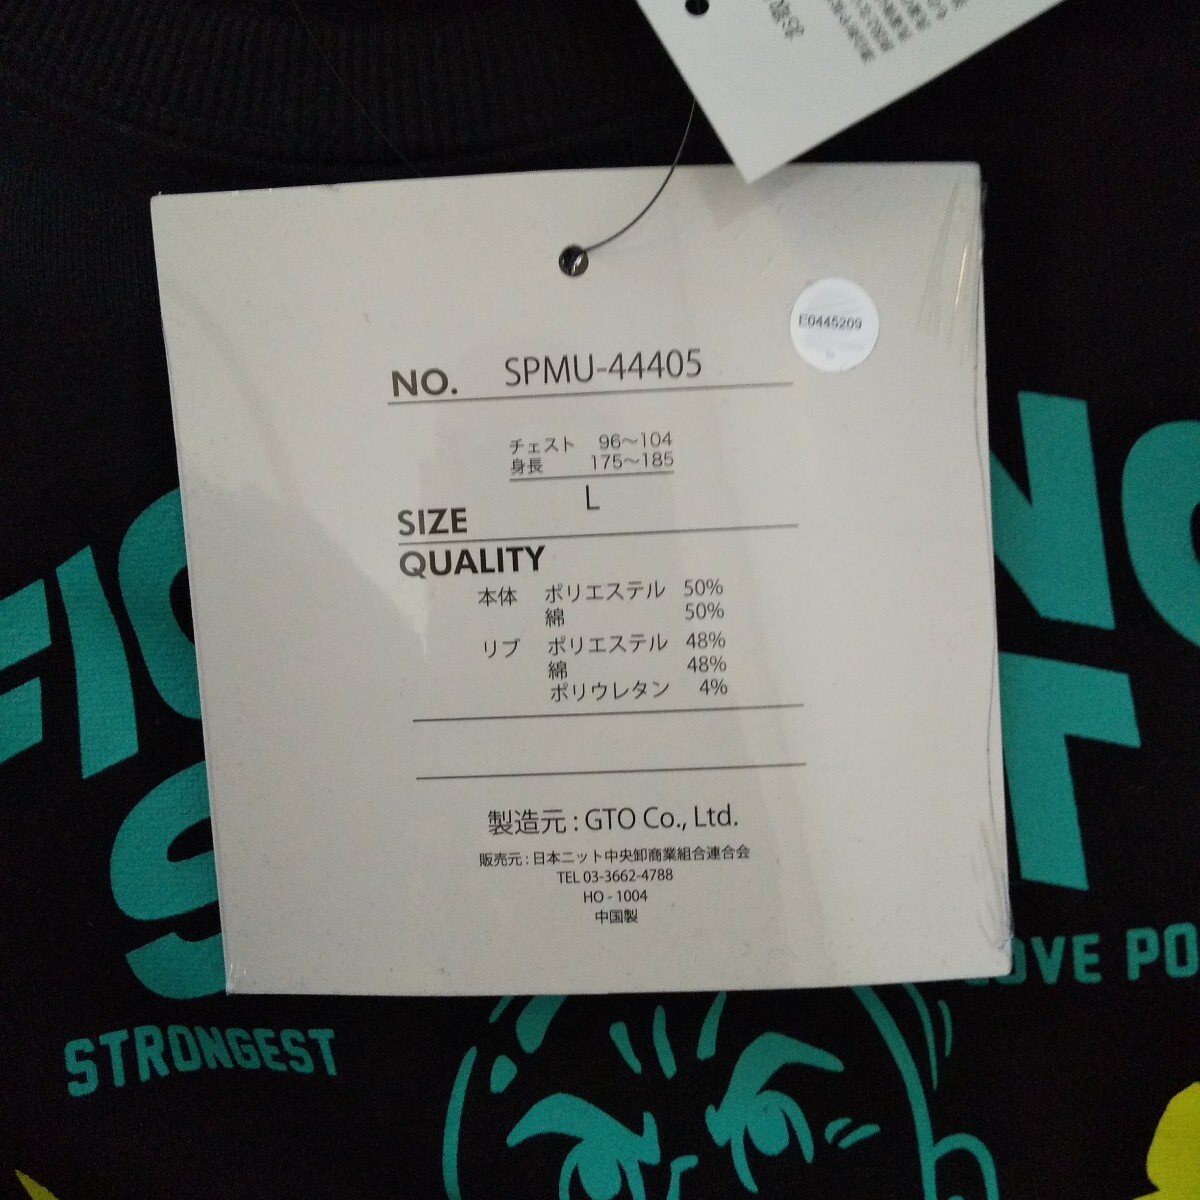 E0445209
NO. SPMU-44405
チェスト 96～104
身長 175～185
L
SIZE
QUALITY
本体 ポリエステル 50%
綿 50%
リブ ポリエステル 48%
綿 48%
ポリウレタン 4%
製造元 : GTO Co., Ltd.
販売元 : 日本ニット中央卸商業組合連合会
TEL 03-3662-4788
HO - 1004
中国製
STRONGEST